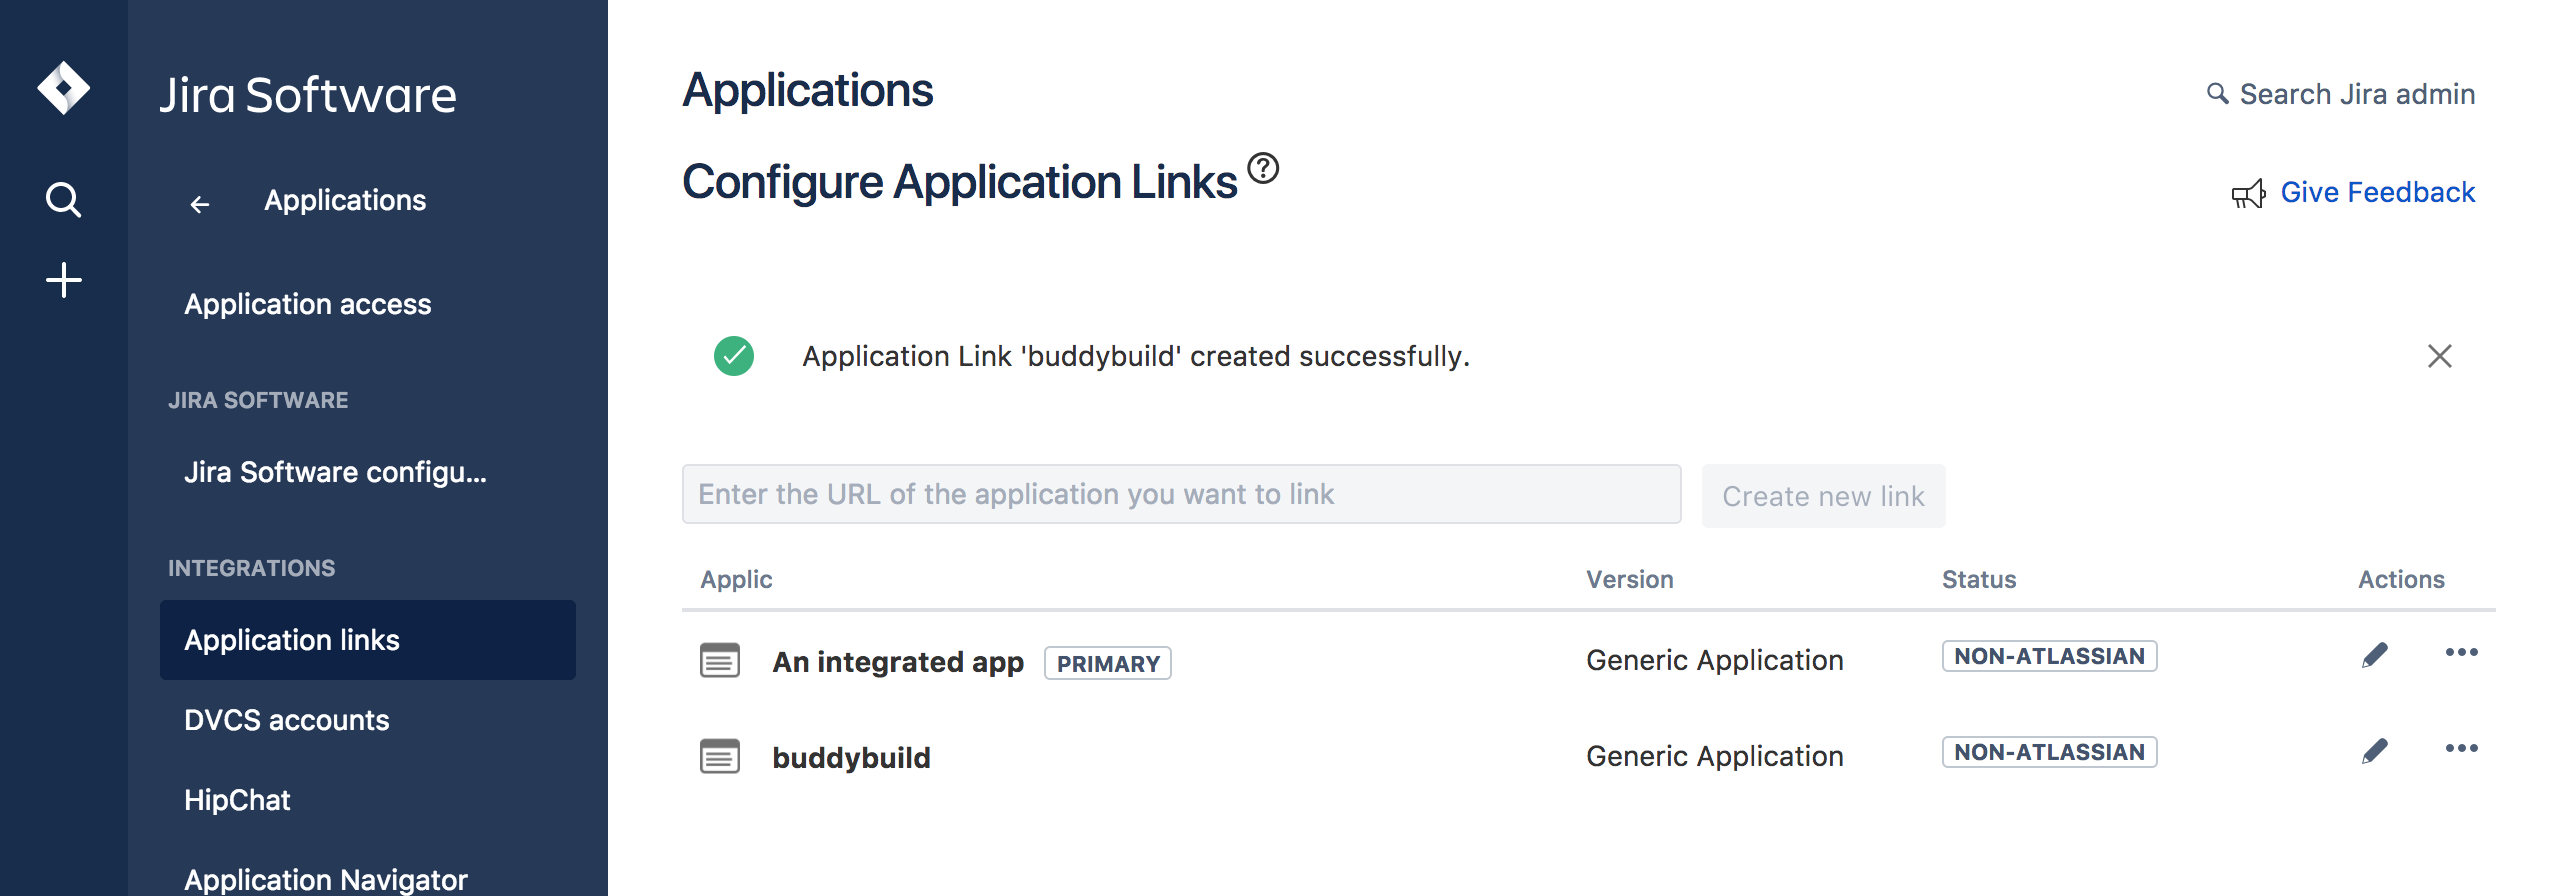 Jira Software
Applications
Application access
JIRA SOFTWARE
Jira Software configu...
INTEGRATIONS
Application links
DVCS accounts
HipChat
Application Navigator
Applications
Search Jira admin
Configure Application Links
Give Feedback
Application Link 'buddybuild' created successfully.
Enter the URL of the application you want to link
Create new link
Applic Version Status Actions
An integrated app PRIMARY Generic Application NON-ATLASSIAN
buddybuild Generic Application NON-ATLASSIAN